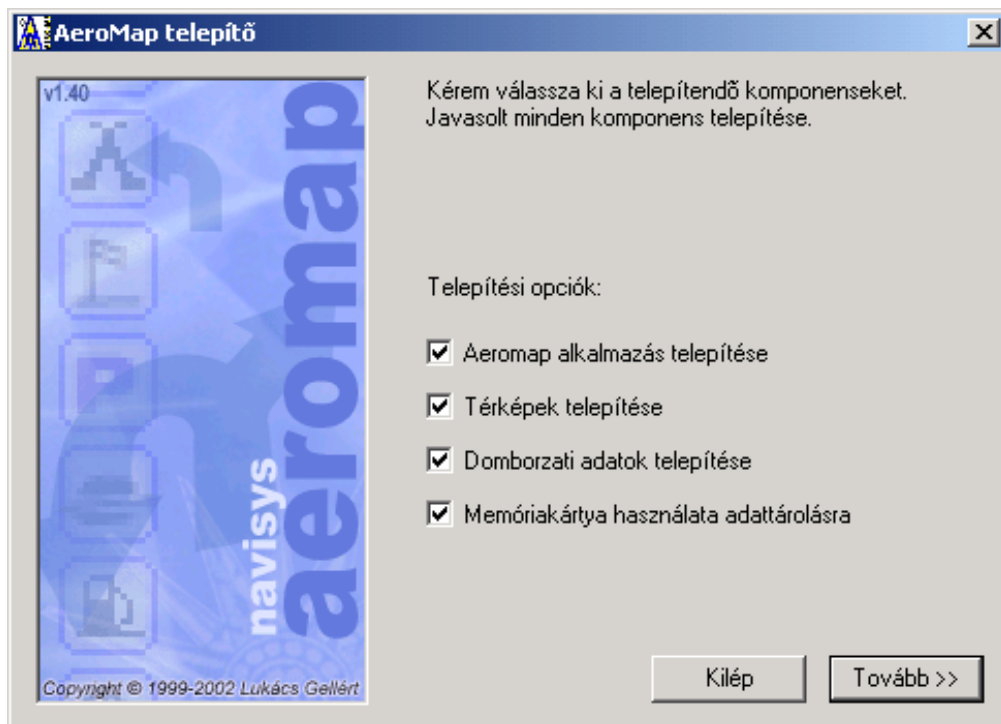 AeroMap telepítő
v1.40
navisys
aeromap
Copyright © 1999-2002 Lukács Gellért
Kérem válassza ki a telepítendő komponenseket.
Javasolt minden komponens telepítése.
Telepítési opciók:
Aeromap alkalmazás telepítése
Térképek telepítése
Domborzati adatok telepítése
Memóriakártya használata adattárolásra
Kilép
Tovább >>